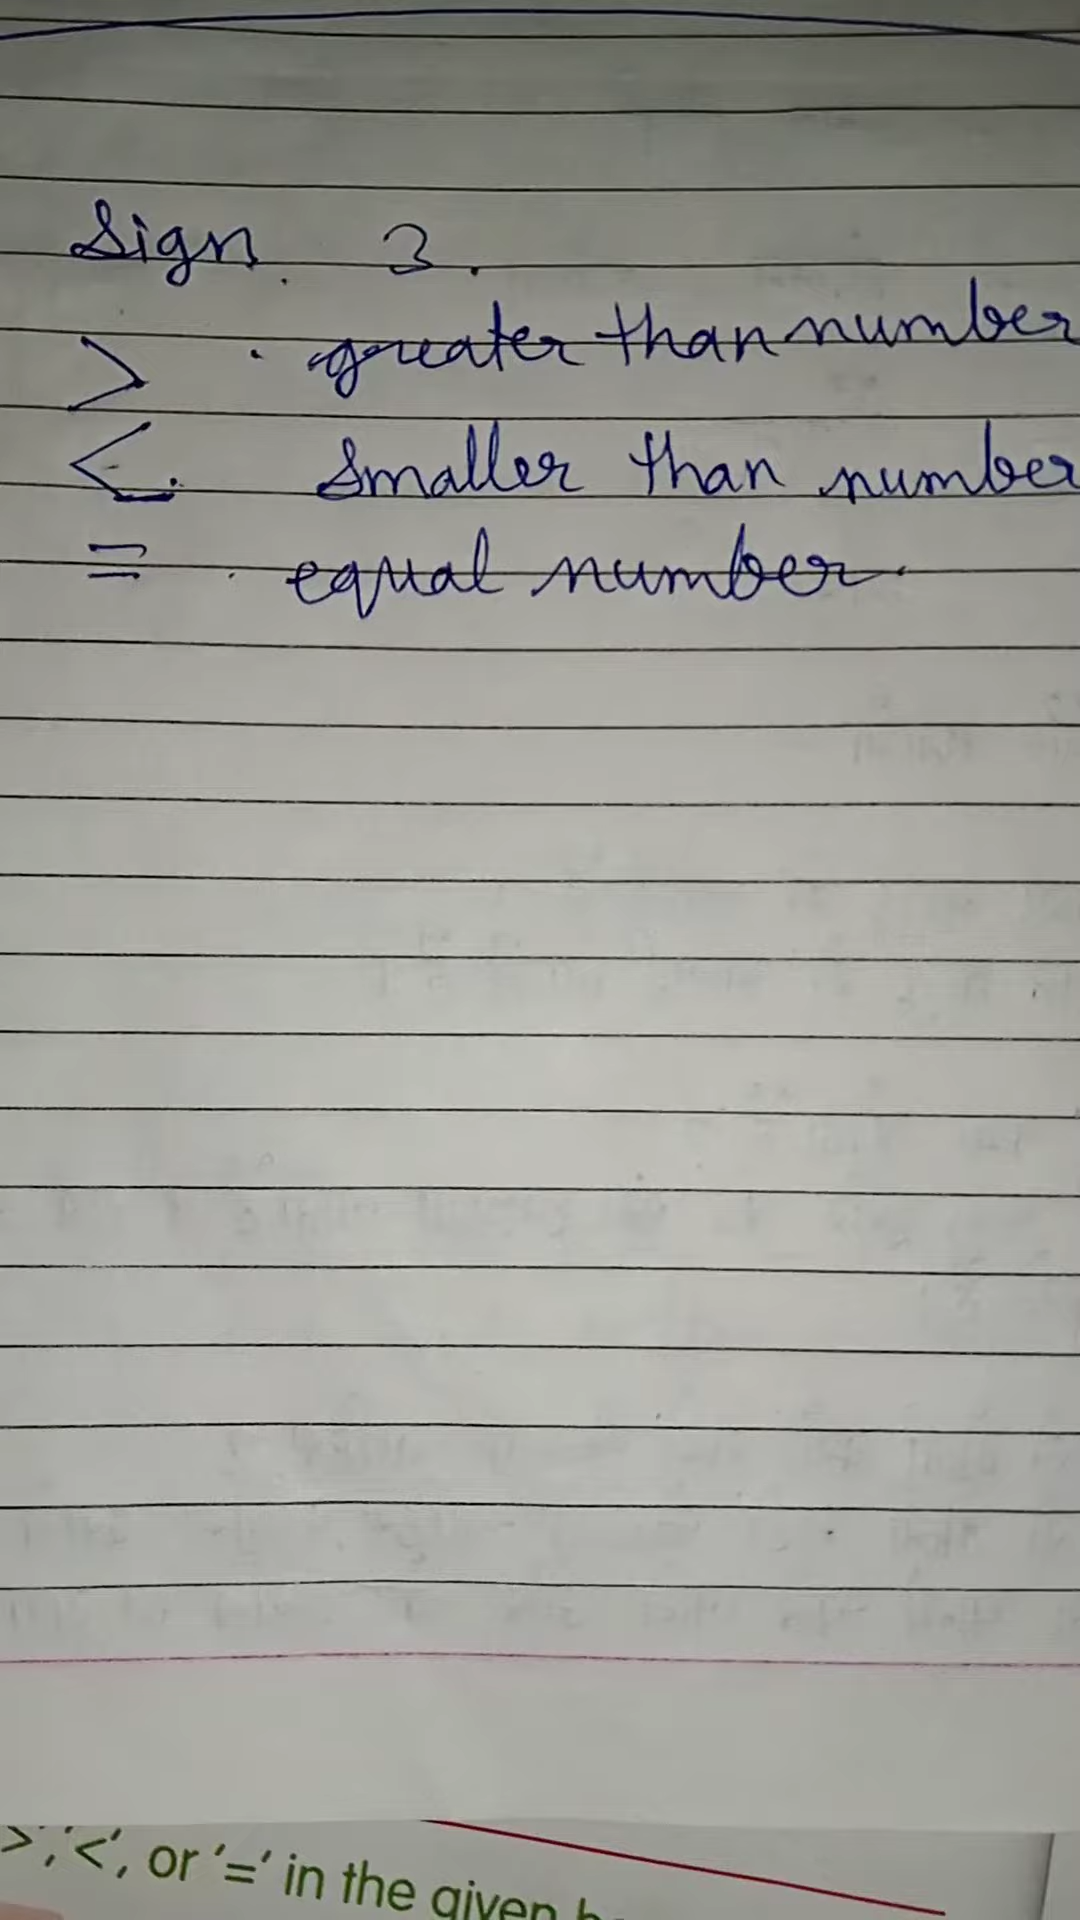 Sign. 3.
> . greater than number
<. Smaller than number
= . equal number.
>', '<', or '=' in the given